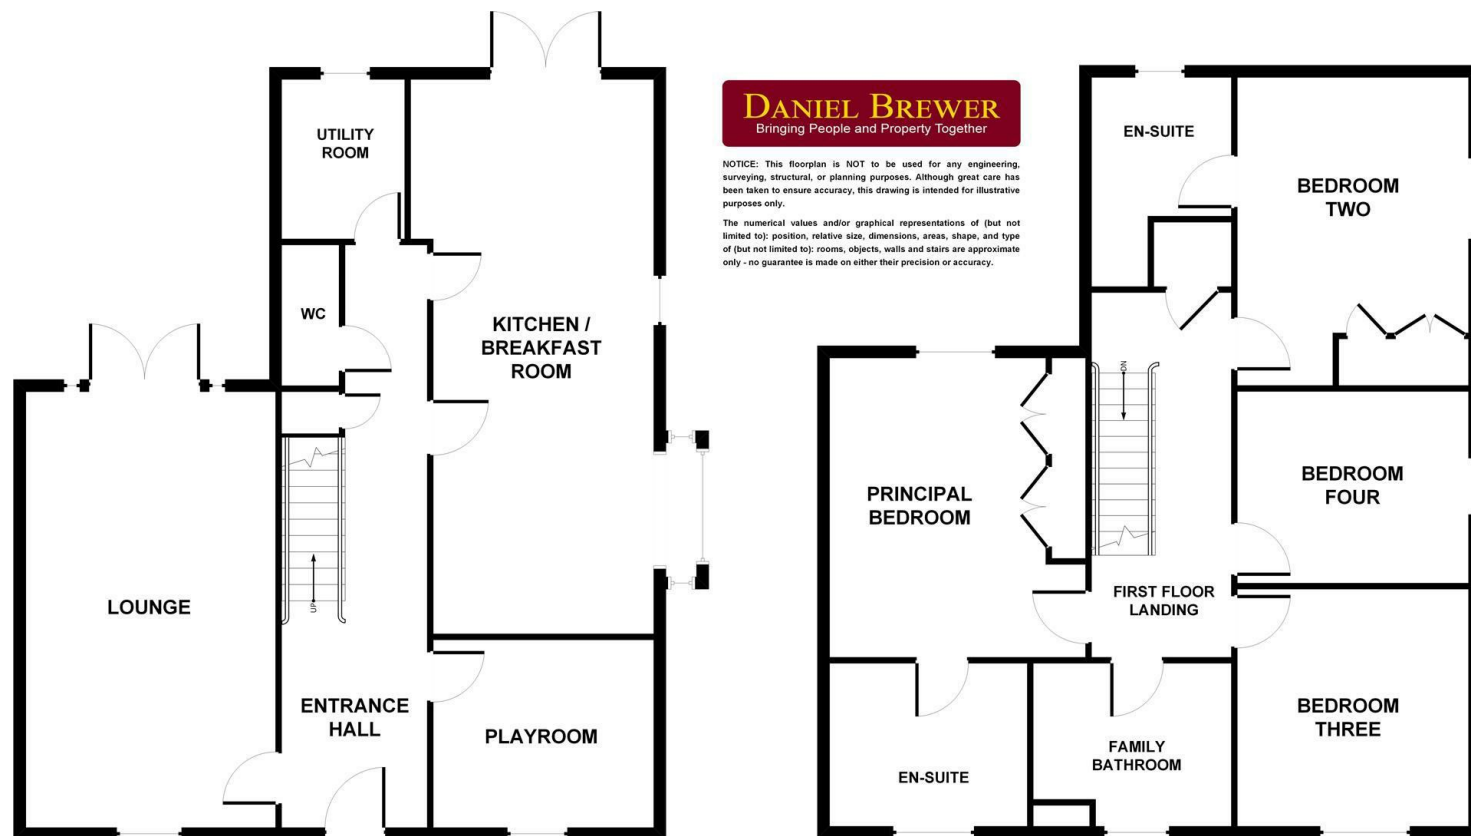 UTILITY
ROOM
WC
KITCHEN /
BREAKFAST
ROOM
LOUNGE
UP
ENTRANCE
HALL
PLAYROOM
DANIEL BREWER
Bringing People and Property Together
NOTICE: This floorplan is NOT to be used for any engineering,
surveying, structural, or planning purposes. Although great care has
been taken to ensure accuracy, this drawing is intended for illustrative
purposes only.
The numerical values and/or graphical representations of (but not
limited to): position, relative size, dimensions, areas, shape, and type
of (but not limited to): rooms, objects, walls and stairs are approximate
only - no guarantee is made on either their precision or accuracy.
EN-SUITE
BEDROOM
TWO
DN
PRINCIPAL
BEDROOM
BEDROOM
FOUR
FIRST FLOOR
LANDING
BEDROOM
THREE
FAMILY
BATHROOM
EN-SUITE